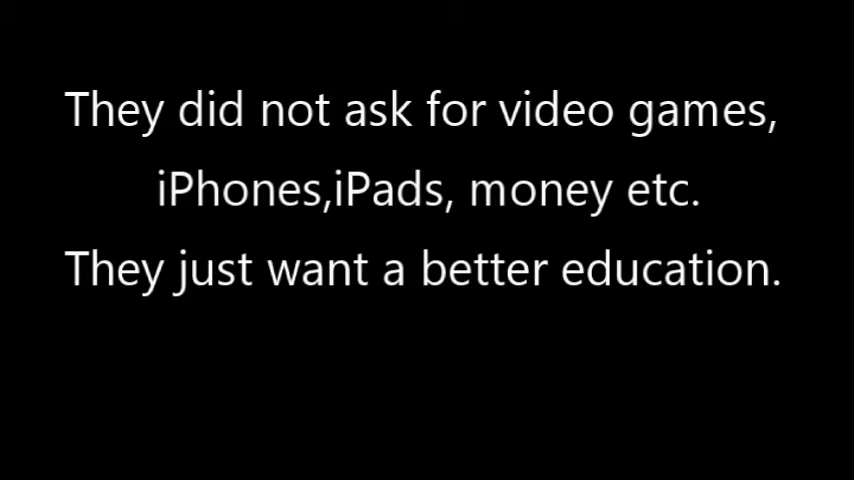 They did not ask for video games,
iPhones,iPads, money etc.
They just want a better education.